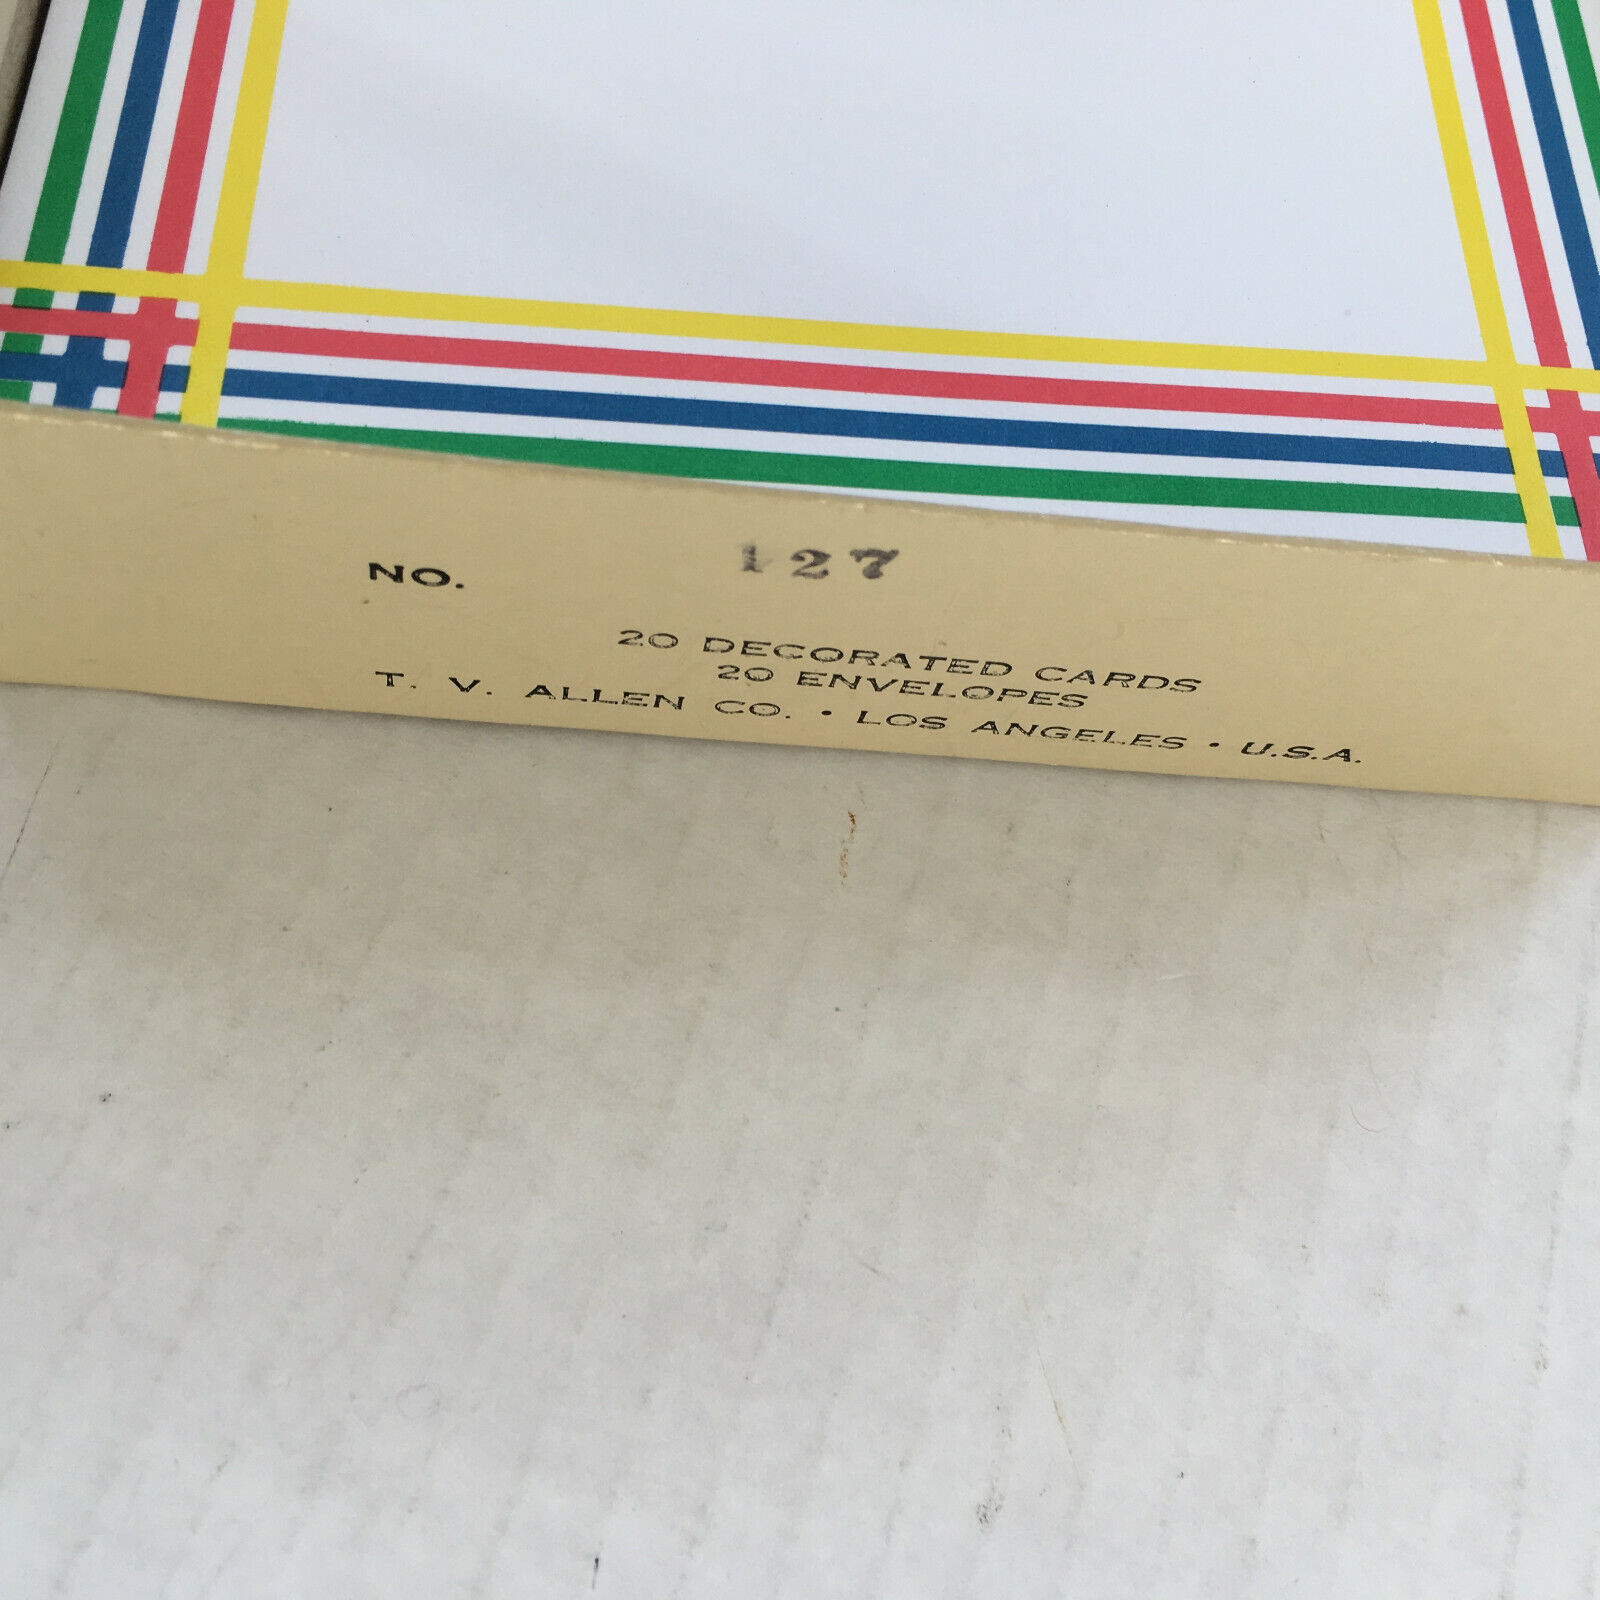 NO. 127
20 DECORATED CARDS
20 ENVELOPES
T. V. ALLEN CO. • LOS ANGELES • U.S.A.